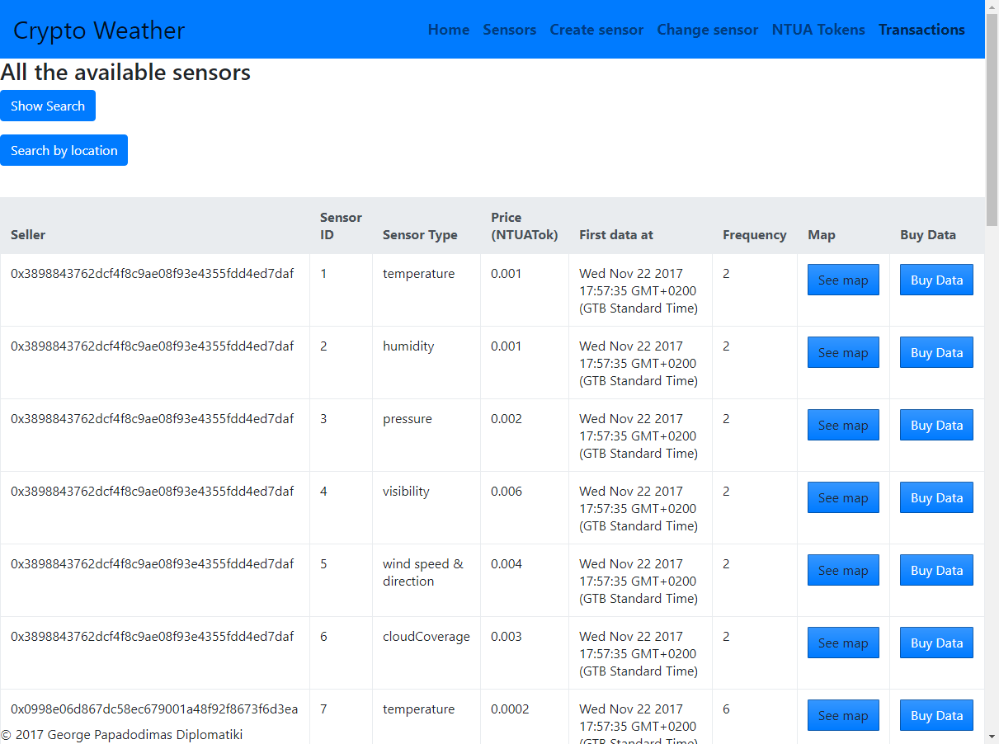 Crypto Weather Home Sensors Create sensor Change sensor NTUA Tokens Transactions
All the available sensors
Show Search
Search by location
Seller Sensor ID Sensor Type Price (NTUATok) First data at Frequency Map Buy Data
0x3898843762dcf4f8c9ae08f93e4355fdd4ed7daf 1 temperature 0.001 Wed Nov 22 2017 2 See map Buy Data
17:57:35 GMT+0200
(GTB Standard Time)
0x3898843762dcf4f8c9ae08f93e4355fdd4ed7daf 2 humidity 0.001 Wed Nov 22 2017 2 See map Buy Data
17:57:35 GMT+0200
(GTB Standard Time)
0x3898843762dcf4f8c9ae08f93e4355fdd4ed7daf 3 pressure 0.002 Wed Nov 22 2017 2 See map Buy Data
17:57:35 GMT+0200
(GTB Standard Time)
0x3898843762dcf4f8c9ae08f93e4355fdd4ed7daf 4 visibility 0.006 Wed Nov 22 2017 2 See map Buy Data
17:57:35 GMT+0200
(GTB Standard Time)
0x3898843762dcf4f8c9ae08f93e4355fdd4ed7daf 5 wind speed & 0.004 Wed Nov 22 2017 2 See map Buy Data
direction 17:57:35 GMT+0200
(GTB Standard Time)
0x3898843762dcf4f8c9ae08f93e4355fdd4ed7daf 6 cloudCoverage 0.003 Wed Nov 22 2017 2 See map Buy Data
17:57:35 GMT+0200
(GTB Standard Time)
0x0998e06d867dc58ec679001a48f92f8673f6d3ea 7 temperature 0.0002 Wed Nov 22 2017 6 See map Buy Data
17:57:35 GMT+0200
(GTB Standard Time)
© 2017 George Papadodimas Diplomatiki